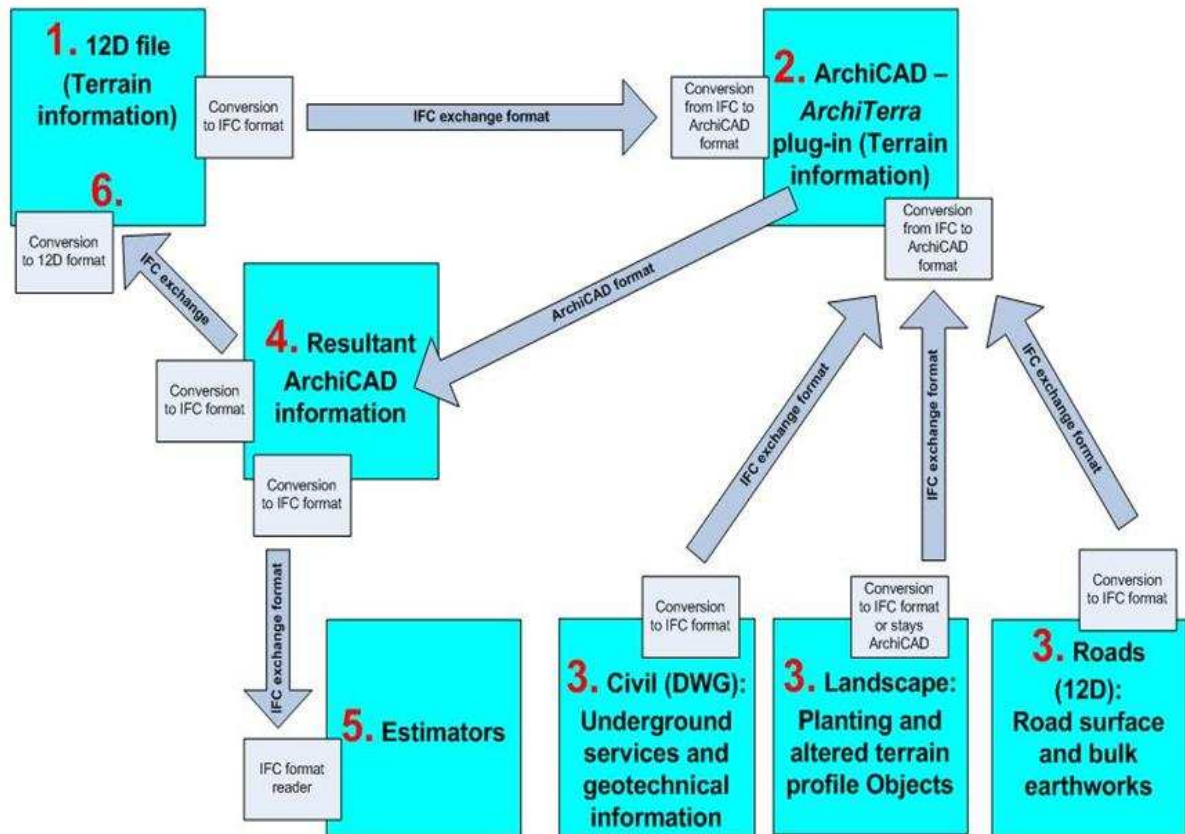 1. 12D file
(Terrain
information)
6.
Conversion
to IFC format
IFC exchange format
Conversion
from IFC to
ArchiCAD
format
2. ArchiCAD –
ArchiTerra
plug-in (Terrain
information)
Conversion
from IFC to
ArchiCAD
format
Conversion
to 12D format
IFC exchange
ArchiCAD format
4. Resultant
ArchiCAD
information
Conversion
to IFC format
Conversion
to IFC format
IFC exchange format
IFC exchange format
IFC exchange format
IFC exchange format
IFC format
reader
5. Estimators
Conversion
to IFC format
3. Civil (DWG):
Underground
services and
geotechnical
information
Conversion
to IFC format
or stays
ArchiCAD
3. Landscape:
Planting and
altered terrain
profile Objects
Conversion
to IFC format
3. Roads
(12D):
Road surface
and bulk
earthworks